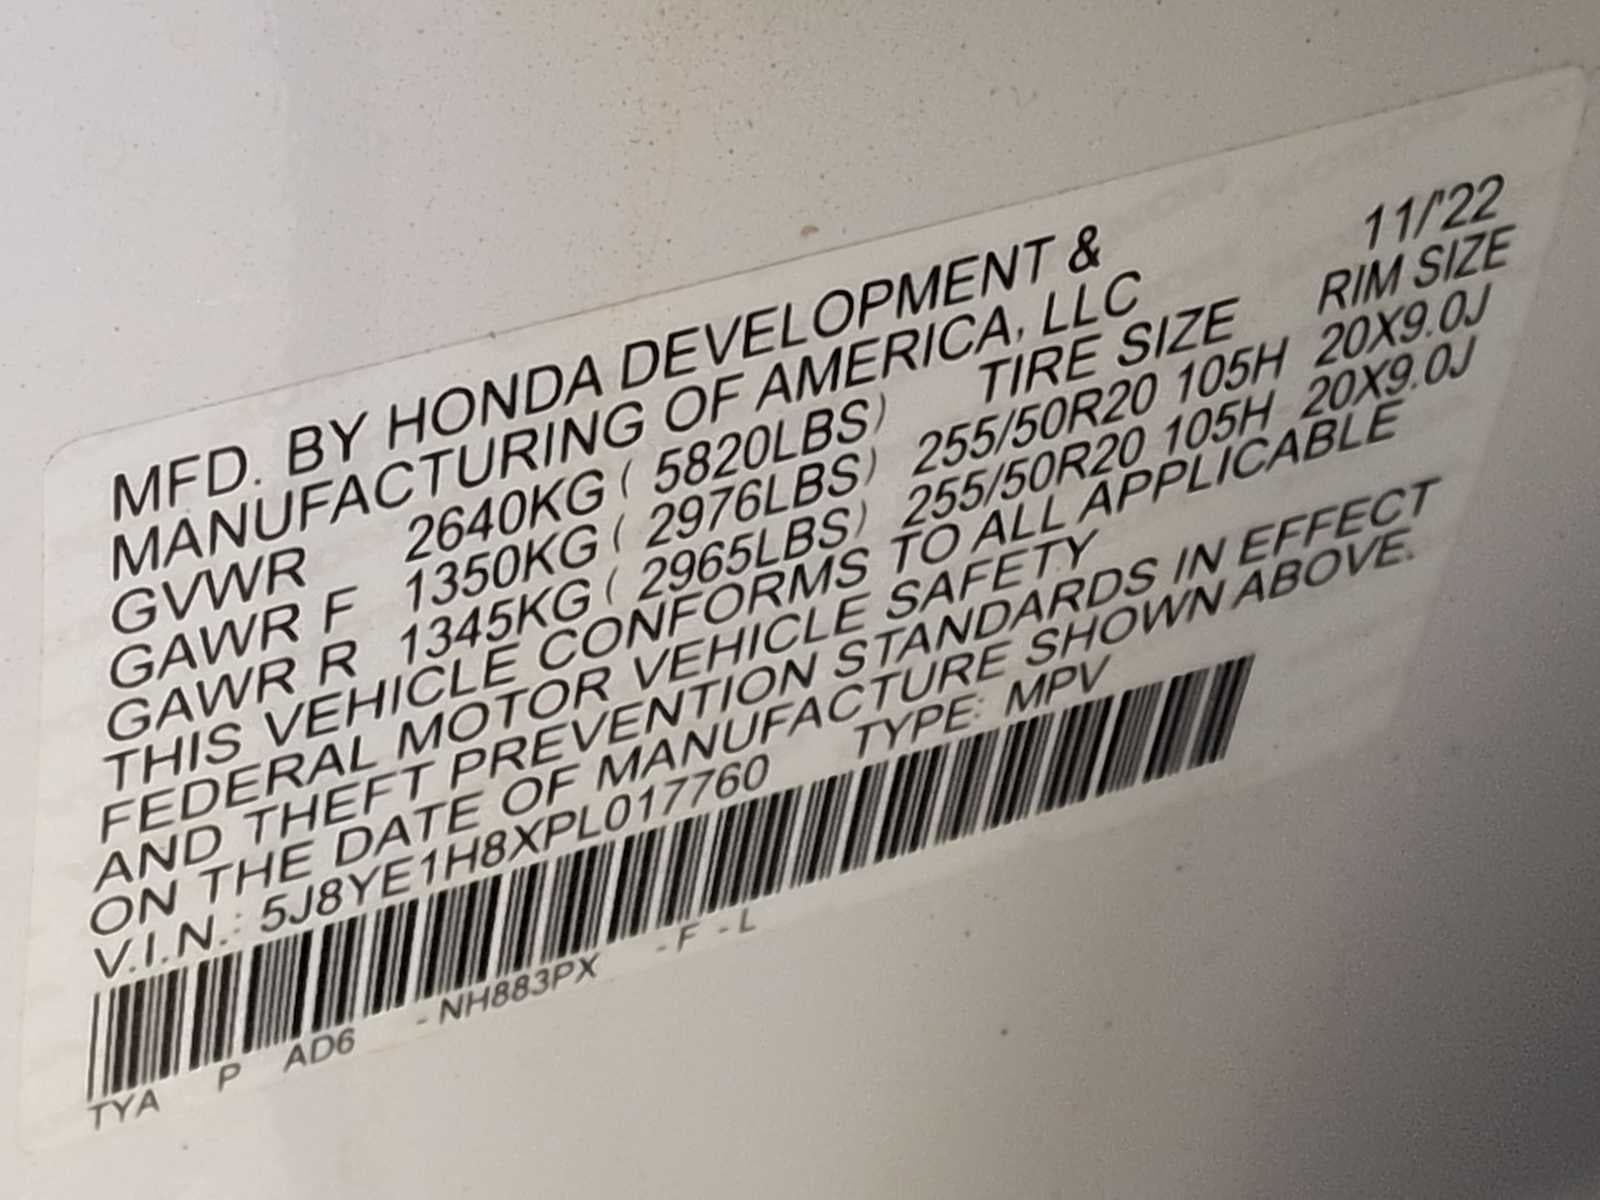 11/'22
MFD. BY HONDA DEVELOPMENT &
MANUFACTURING OF AMERICA, LLC
TIRE SIZE RIM SIZE
GVWR 2640KG ( 5820LBS)
GAWR F 1350KG ( 2976LBS) 255/50R20 105H 20X9.0J
GAWR R 1345KG ( 2965LBS) 255/50R20 105H 20X9.0J
THIS VEHICLE CONFORMS TO ALL APPLICABLE
FEDERAL MOTOR VEHICLE SAFETY
AND THEFT PREVENTION STANDARDS IN EFFECT
ON THE DATE OF MANUFACTURE SHOWN ABOVE.
V.I.N.: 5J8YE1H8XPL017760 TYPE: MPV
TYA P AD6 -NH883PX -F -L